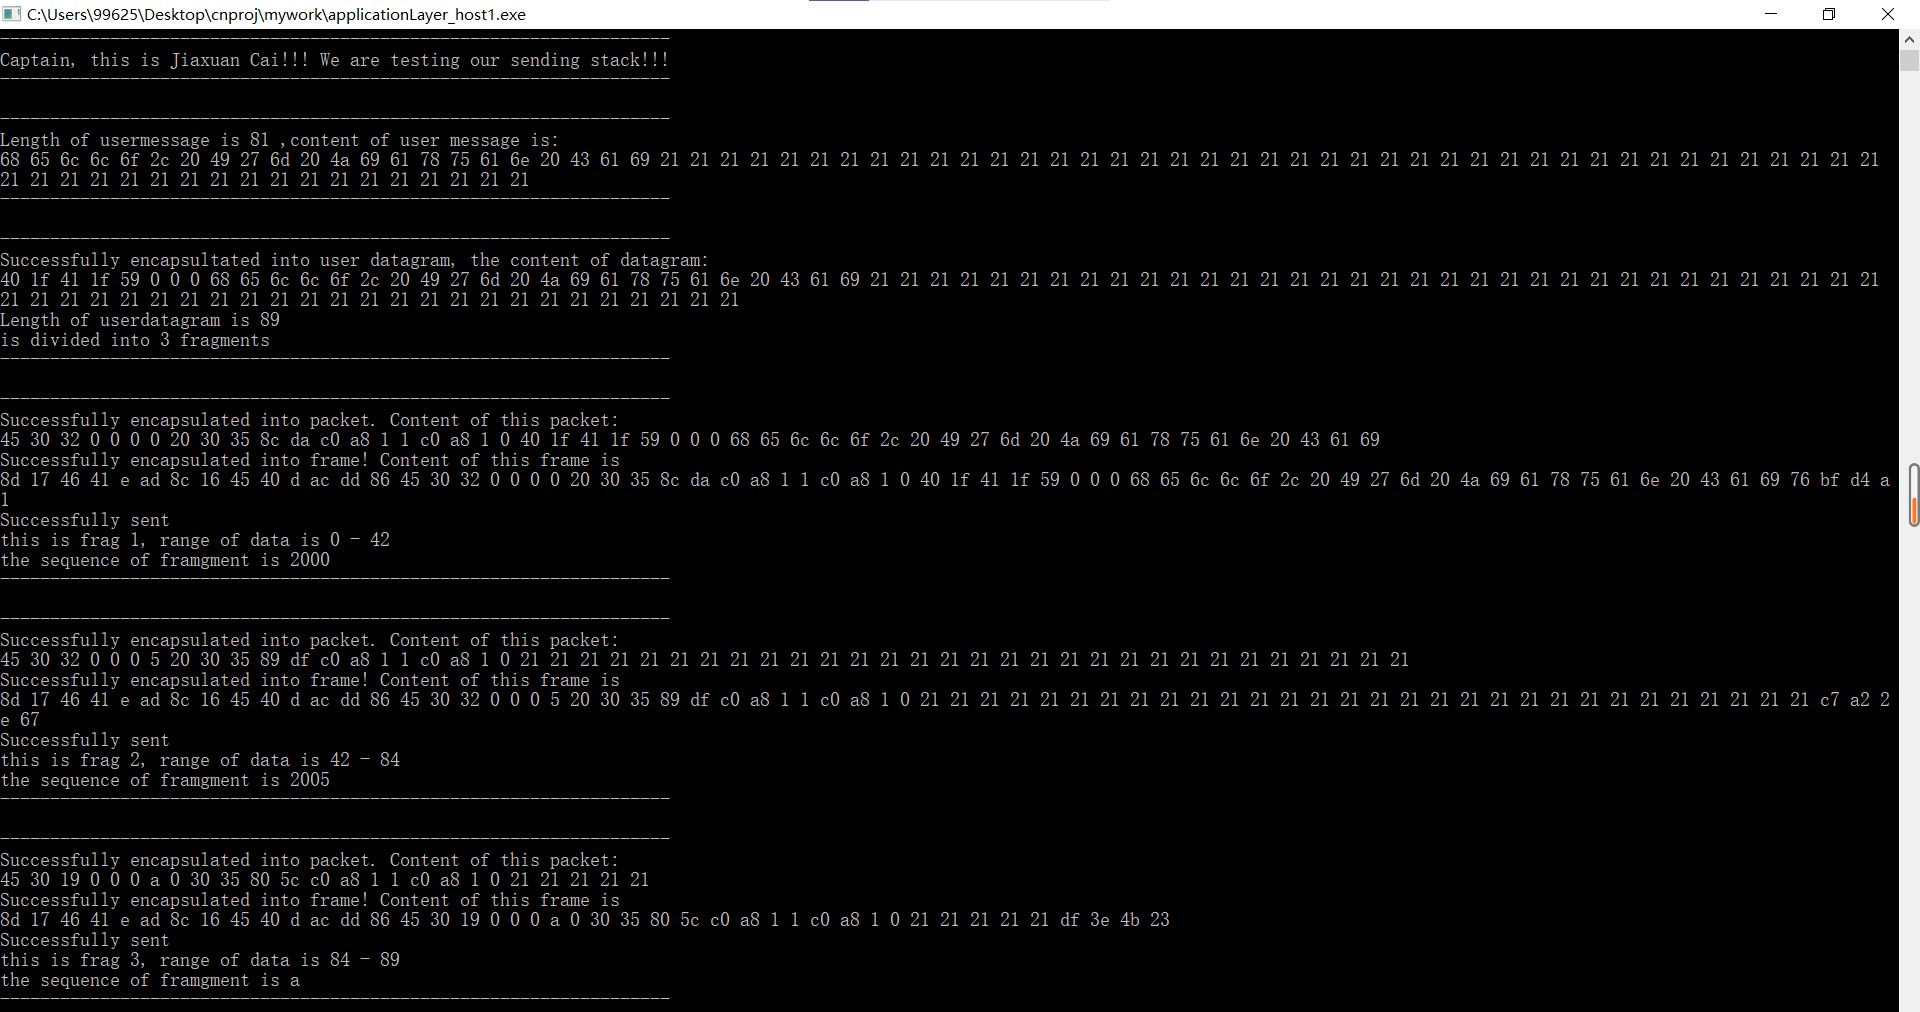 C:\Users\99625\Desktop\cnproj\mywork\applicationLayer_host1.exe
Captain, this is Jiaxuan Cai!!! We are testing our sending stack!!!
Length of usermessage is 81 ,content of user message is:
68 65 6c 6c 6f 2c 20 49 27 6d 20 4a 69 61 78 75 61 6e 20 43 61 69 21 21 21 21 21 21 21 21 21 21 21 21 21 21 21 21 21 21 21 21 21 21 21 21 21 21 21 21 21 21 21 21 21 21 21 21 21 21 21 21 21
21 21 21 21 21 21 21 21 21 21 21 21 21 21 21 21 21 21
Successfully encapsultated into user datagram, the content of datagram:
40 1f 41 1f 59 0 0 0 68 65 6c 6c 6f 2c 20 49 27 6d 20 4a 69 61 78 75 61 6e 20 43 61 69 21 21 21 21 21 21 21 21 21 21 21 21 21 21 21 21 21 21 21 21 21 21 21 21 21 21 21 21 21 21 21 21 21 21
21 21 21 21 21 21 21 21 21 21 21 21 21 21 21 21 21 21 21 21 21 21 21 21 21
Length of userdatagram is 89
is divided into 3 fragments
Successfully encapsulated into packet. Content of this packet:
45 30 32 0 0 0 0 20 30 35 8c da c0 a8 1 1 c0 a8 1 0 40 1f 41 1f 59 0 0 0 68 65 6c 6c 6f 2c 20 49 27 6d 20 4a 69 61 78 75 61 6e 20 43 61 69
Successfully encapsulated into frame! Content of this frame is
8d 17 46 41 e ad 8c 16 45 40 d ac dd 86 45 30 32 0 0 0 0 20 30 35 8c da c0 a8 1 1 c0 a8 1 0 40 1f 41 1f 59 0 0 0 68 65 6c 6c 6f 2c 20 49 27 6d 20 4a 69 61 78 75 61 6e 20 43 61 69 76 bf d4 a
1
Successfully sent
this is frag 1, range of data is 0 - 42
the sequence of framgment is 2000
Successfully encapsulated into packet. Content of this packet:
45 30 32 0 0 0 5 20 30 35 89 df c0 a8 1 1 c0 a8 1 0 21 21 21 21 21 21 21 21 21 21 21 21 21 21 21 21 21 21 21 21 21 21 21 21 21 21 21 21 21 21
Successfully encapsulated into frame! Content of this frame is
8d 17 46 41 e ad 8c 16 45 40 d ac dd 86 45 30 32 0 0 0 5 20 30 35 89 df c0 a8 1 1 c0 a8 1 0 21 21 21 21 21 21 21 21 21 21 21 21 21 21 21 21 21 21 21 21 21 21 21 21 21 21 21 21 21 21 c7 a2 2
e 67
Successfully sent
this is frag 2, range of data is 42 - 84
the sequence of framgment is 2005
Successfully encapsulated into packet. Content of this packet:
45 30 19 0 0 0 a 0 30 35 80 5c c0 a8 1 1 c0 a8 1 0 21 21 21 21 21
Successfully encapsulated into frame! Content of this frame is
8d 17 46 41 e ad 8c 16 45 40 d ac dd 86 45 30 19 0 0 0 a 0 30 35 80 5c c0 a8 1 1 c0 a8 1 0 21 21 21 21 21 df 3e 4b 23
Successfully sent
this is frag 3, range of data is 84 - 89
the sequence of framgment is a